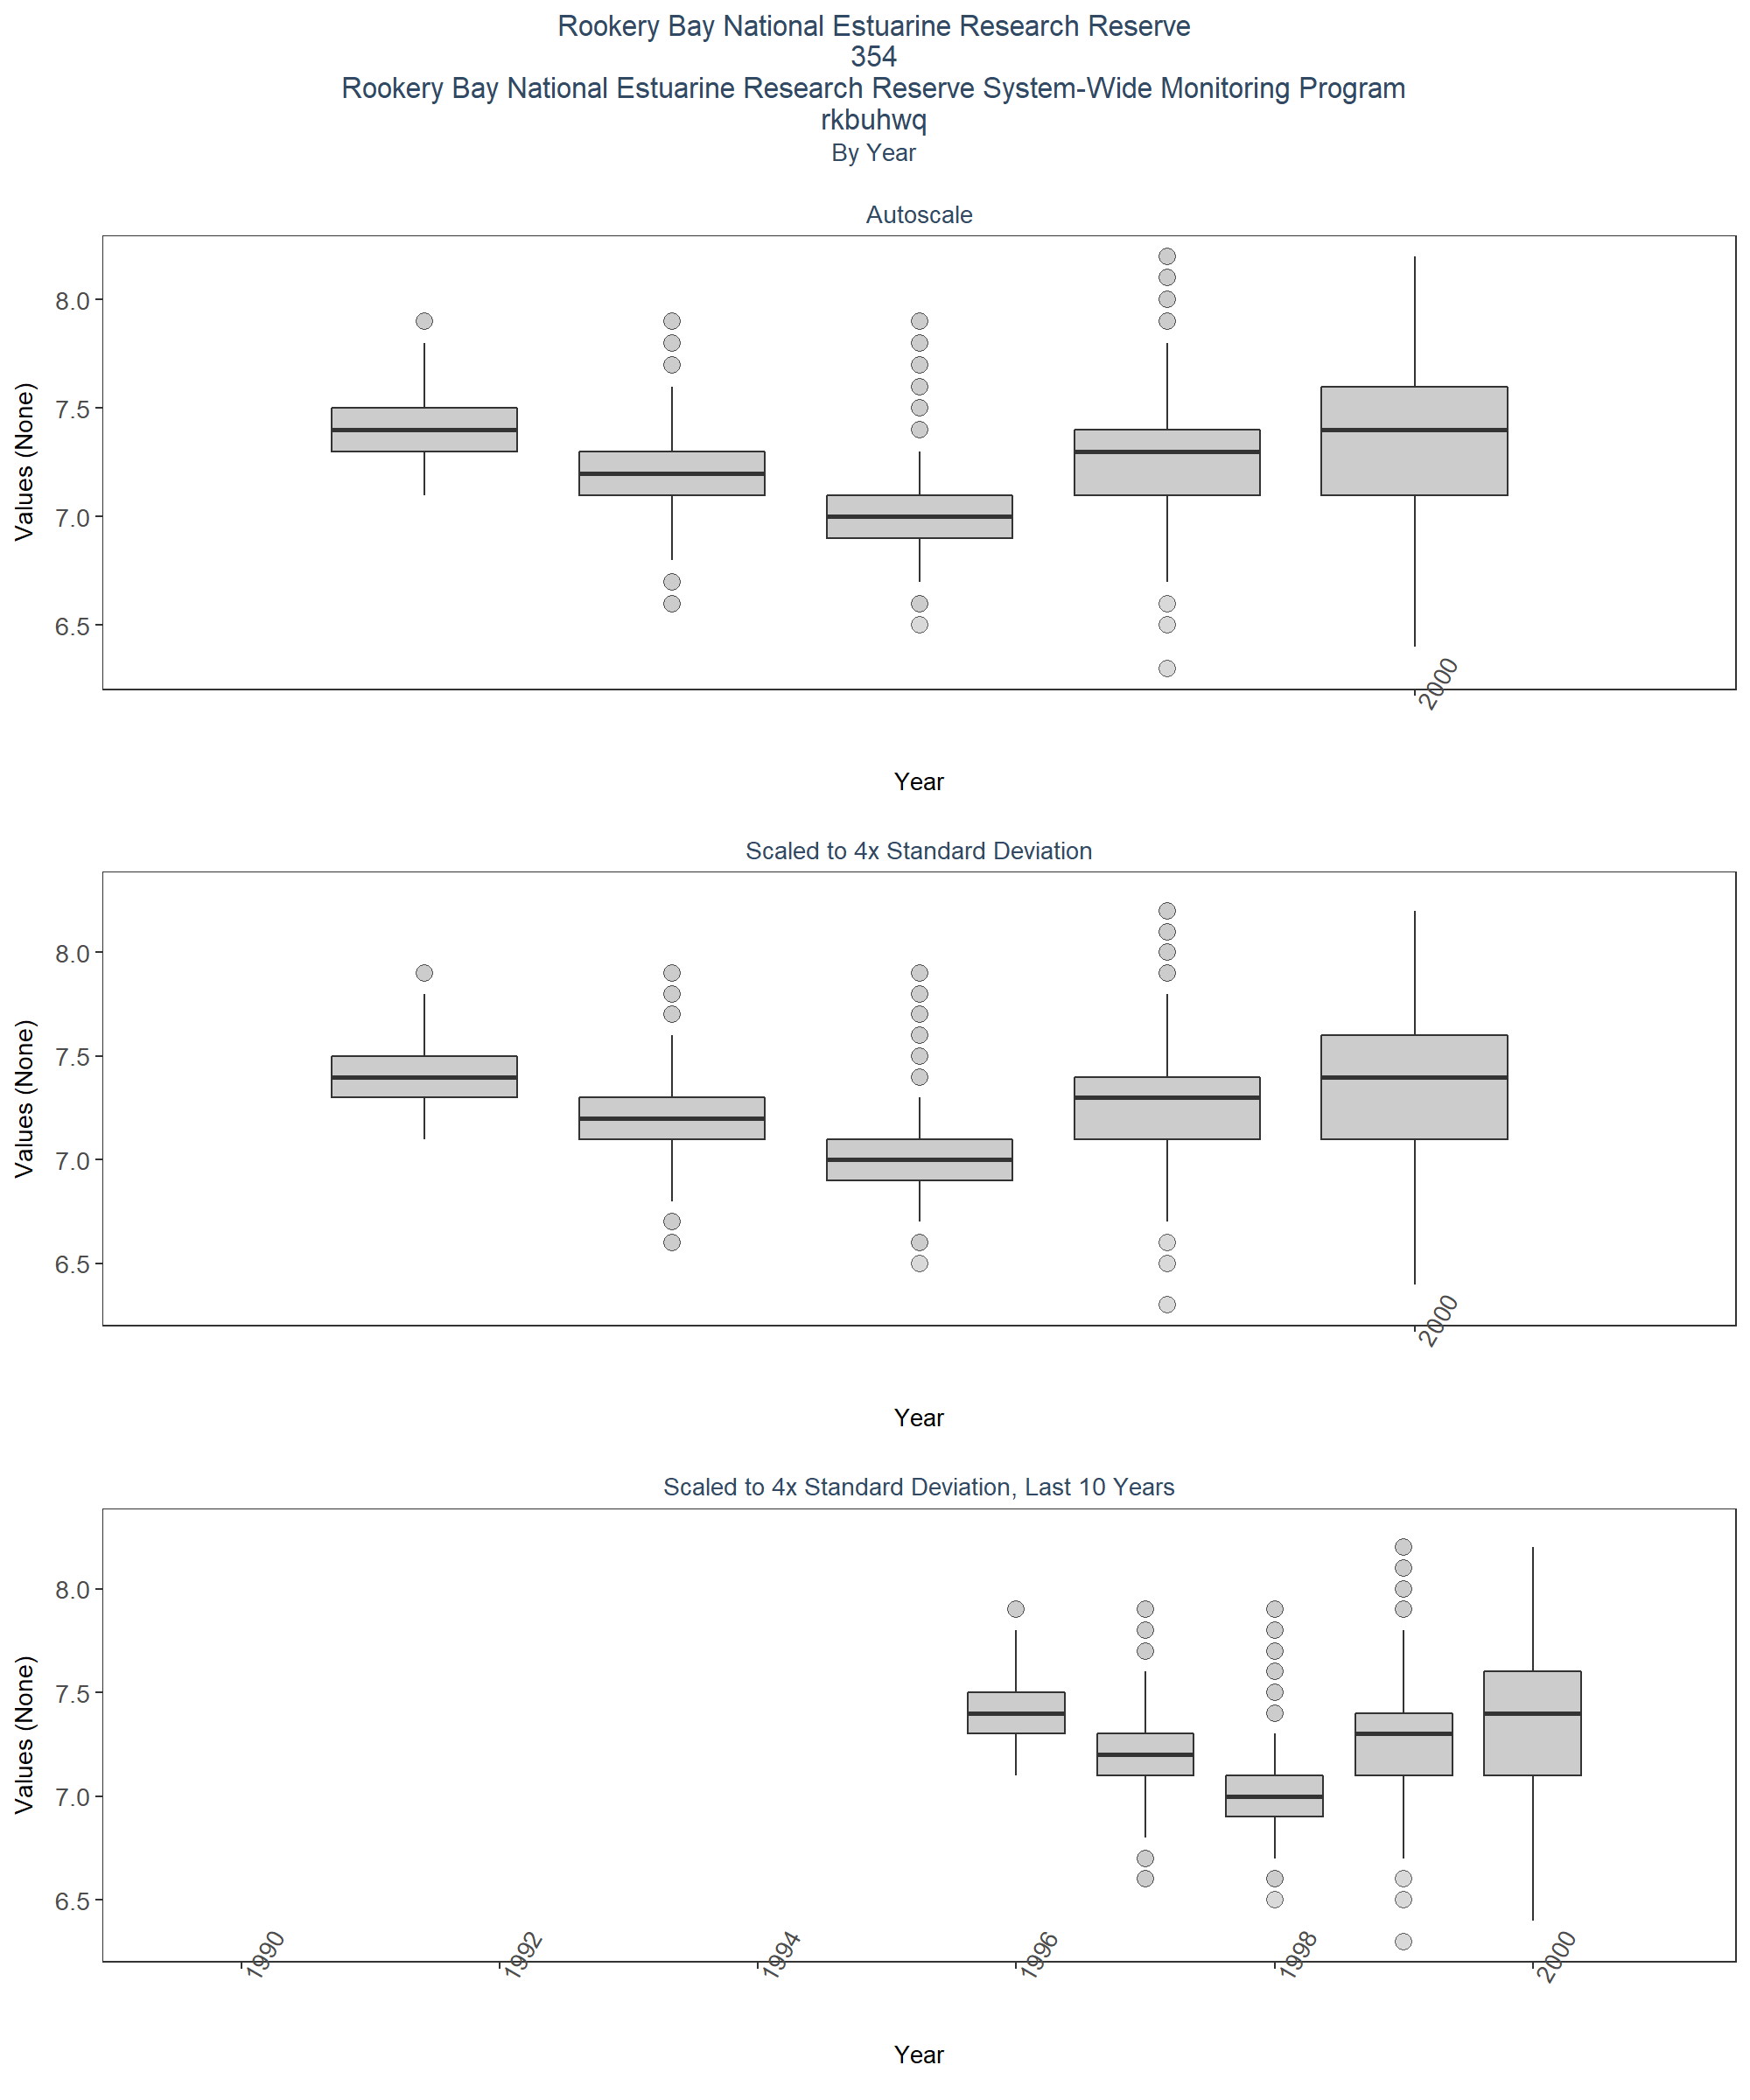 Rookery Bay National Estuarine Research Reserve
354
Rookery Bay National Estuarine Research Reserve System-Wide Monitoring Program
rkbuhwq
By Year
Autoscale
Values (None)
8.0
7.5
7.0
6.5
2000
Year
Scaled to 4x Standard Deviation
Values (None)
8.0
7.5
7.0
6.5
2000
Year
Scaled to 4x Standard Deviation, Last 10 Years
Values (None)
8.0
7.5
7.0
6.5
1990
1992
1994
1996
1998
2000
Year